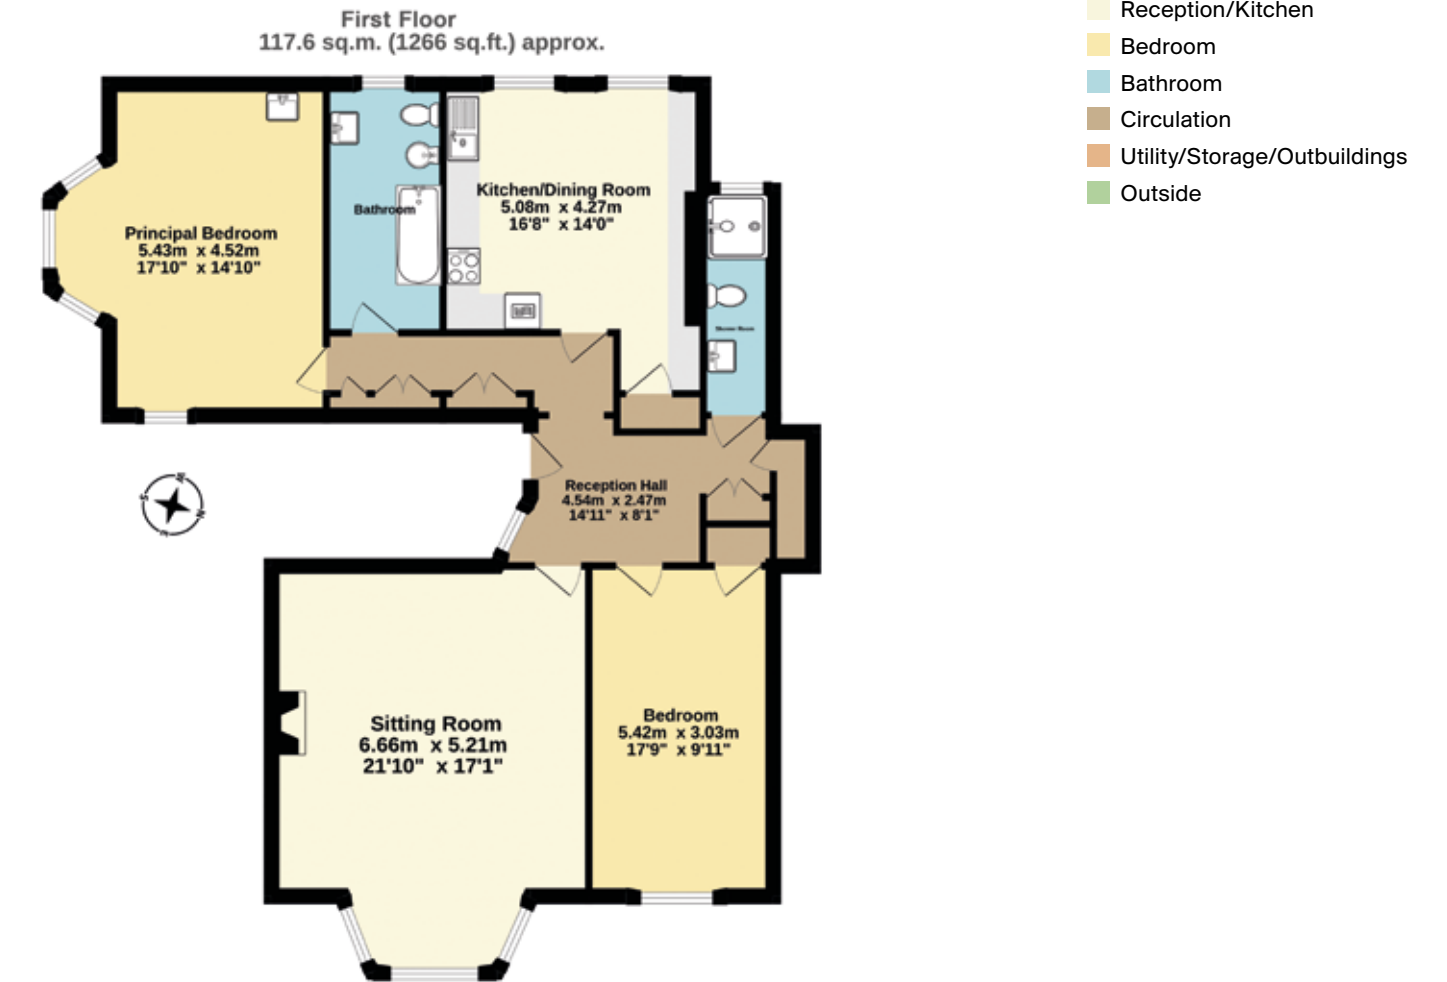 First Floor
117.6 sq.m. (1266 sq.ft.) approx.
Reception/Kitchen
Bedroom
Bathroom
Circulation
Utility/Storage/Outbuildings
Outside
Principal Bedroom
5.43m x 4.52m
17'10" x 14'10"
Bathroom
Kitchen/Dining Room
5.08m x 4.27m
16'8" x 14'0"
Shower Room
S
W
N
E
Reception Hall
4.54m x 2.47m
14'11" x 8'1"
Sitting Room
6.66m x 5.21m
21'10" x 17'1"
Bedroom
5.42m x 3.03m
17'9" x 9'11"